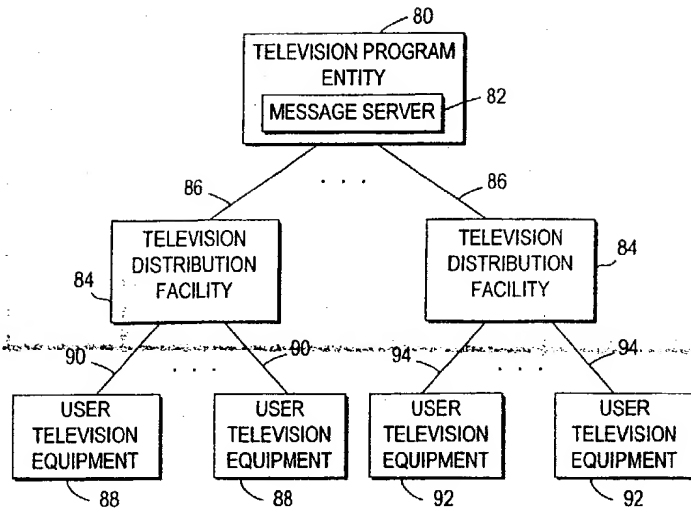 80
TELEVISION PROGRAM
ENTITY
82
MESSAGE SERVER
86
. . .
86
TELEVISION
DISTRIBUTION
FACILITY
84
TELEVISION
DISTRIBUTION
FACILITY
84
90
. . .
90
94
. . .
94
USER
TELEVISION
EQUIPMENT
88
USER
TELEVISION
EQUIPMENT
88
USER
TELEVISION
EQUIPMENT
92
USER
TELEVISION
EQUIPMENT
92